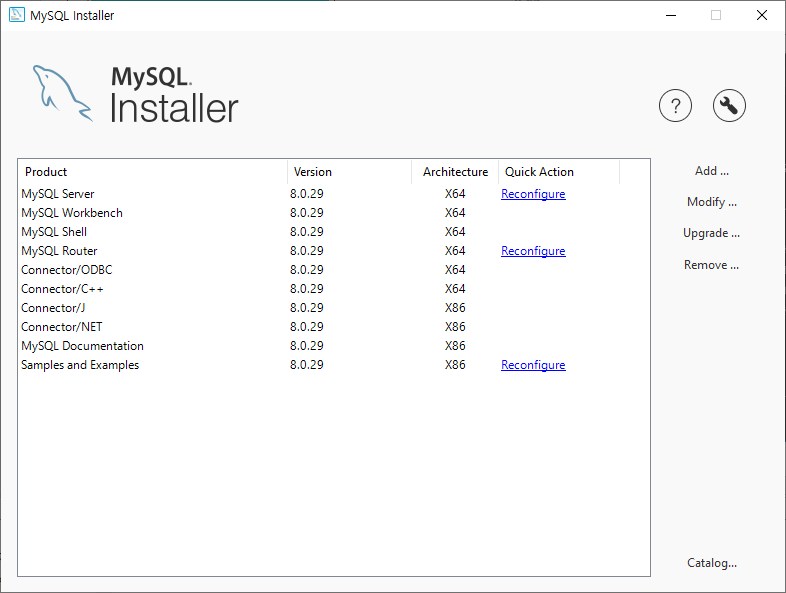 MySQL Installer
MySQL.
Installer
?
Product Version Architecture Quick Action
MySQL Server 8.0.29 X64 Reconfigure
MySQL Workbench 8.0.29 X64
MySQL Shell 8.0.29 X64
MySQL Router 8.0.29 X64 Reconfigure
Connector/ODBC 8.0.29 X64
Connector/C++ 8.0.29 X64
Connector/J 8.0.29 X86
Connector/NET 8.0.29 X86
MySQL Documentation 8.0.29 X86
Samples and Examples 8.0.29 X86 Reconfigure
Add ...
Modify ...
Upgrade ...
Remove ...
Catalog...